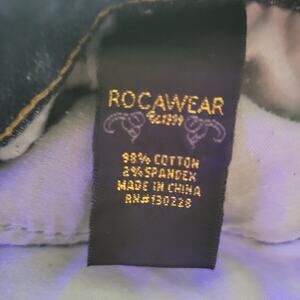 ROCAWEAR
Est.1999
98% COTTON
2% SPANDEX
MADE IN CHINA
RN#130228